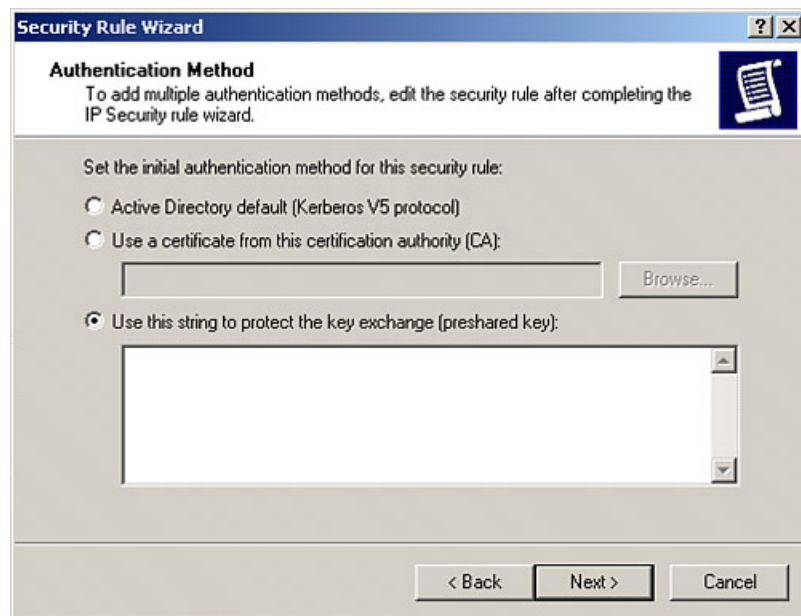 Security Rule Wizard
Authentication Method
To add multiple authentication methods, edit the security rule after completing the
IP Security rule wizard.
Set the initial authentication method for this security rule:
Active Directory default (Kerberos V5 protocol)
Use a certificate from this certification authority (CA):
Browse...
Use this string to protect the key exchange (preshared key):
< Back
Next >
Cancel